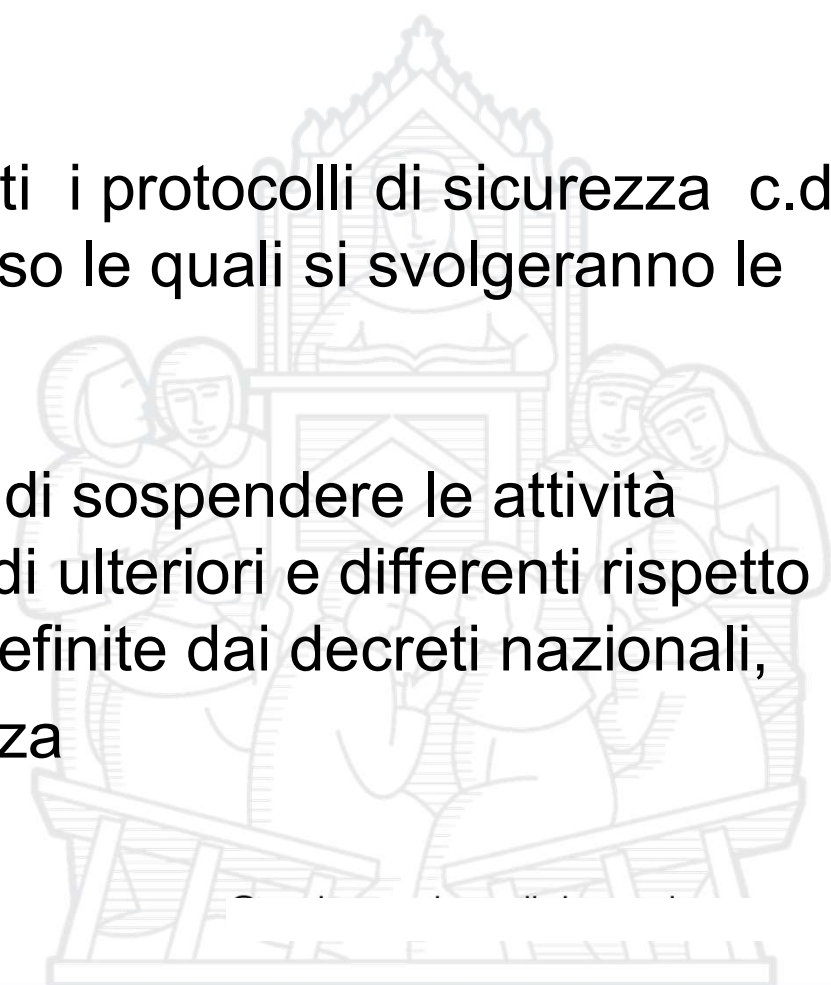 ti i protocolli di sicurezza c.d
so le quali si svolgeranno le
di sospendere le attività
di ulteriori e differenti rispetto
efinite dai decreti nazionali,
za